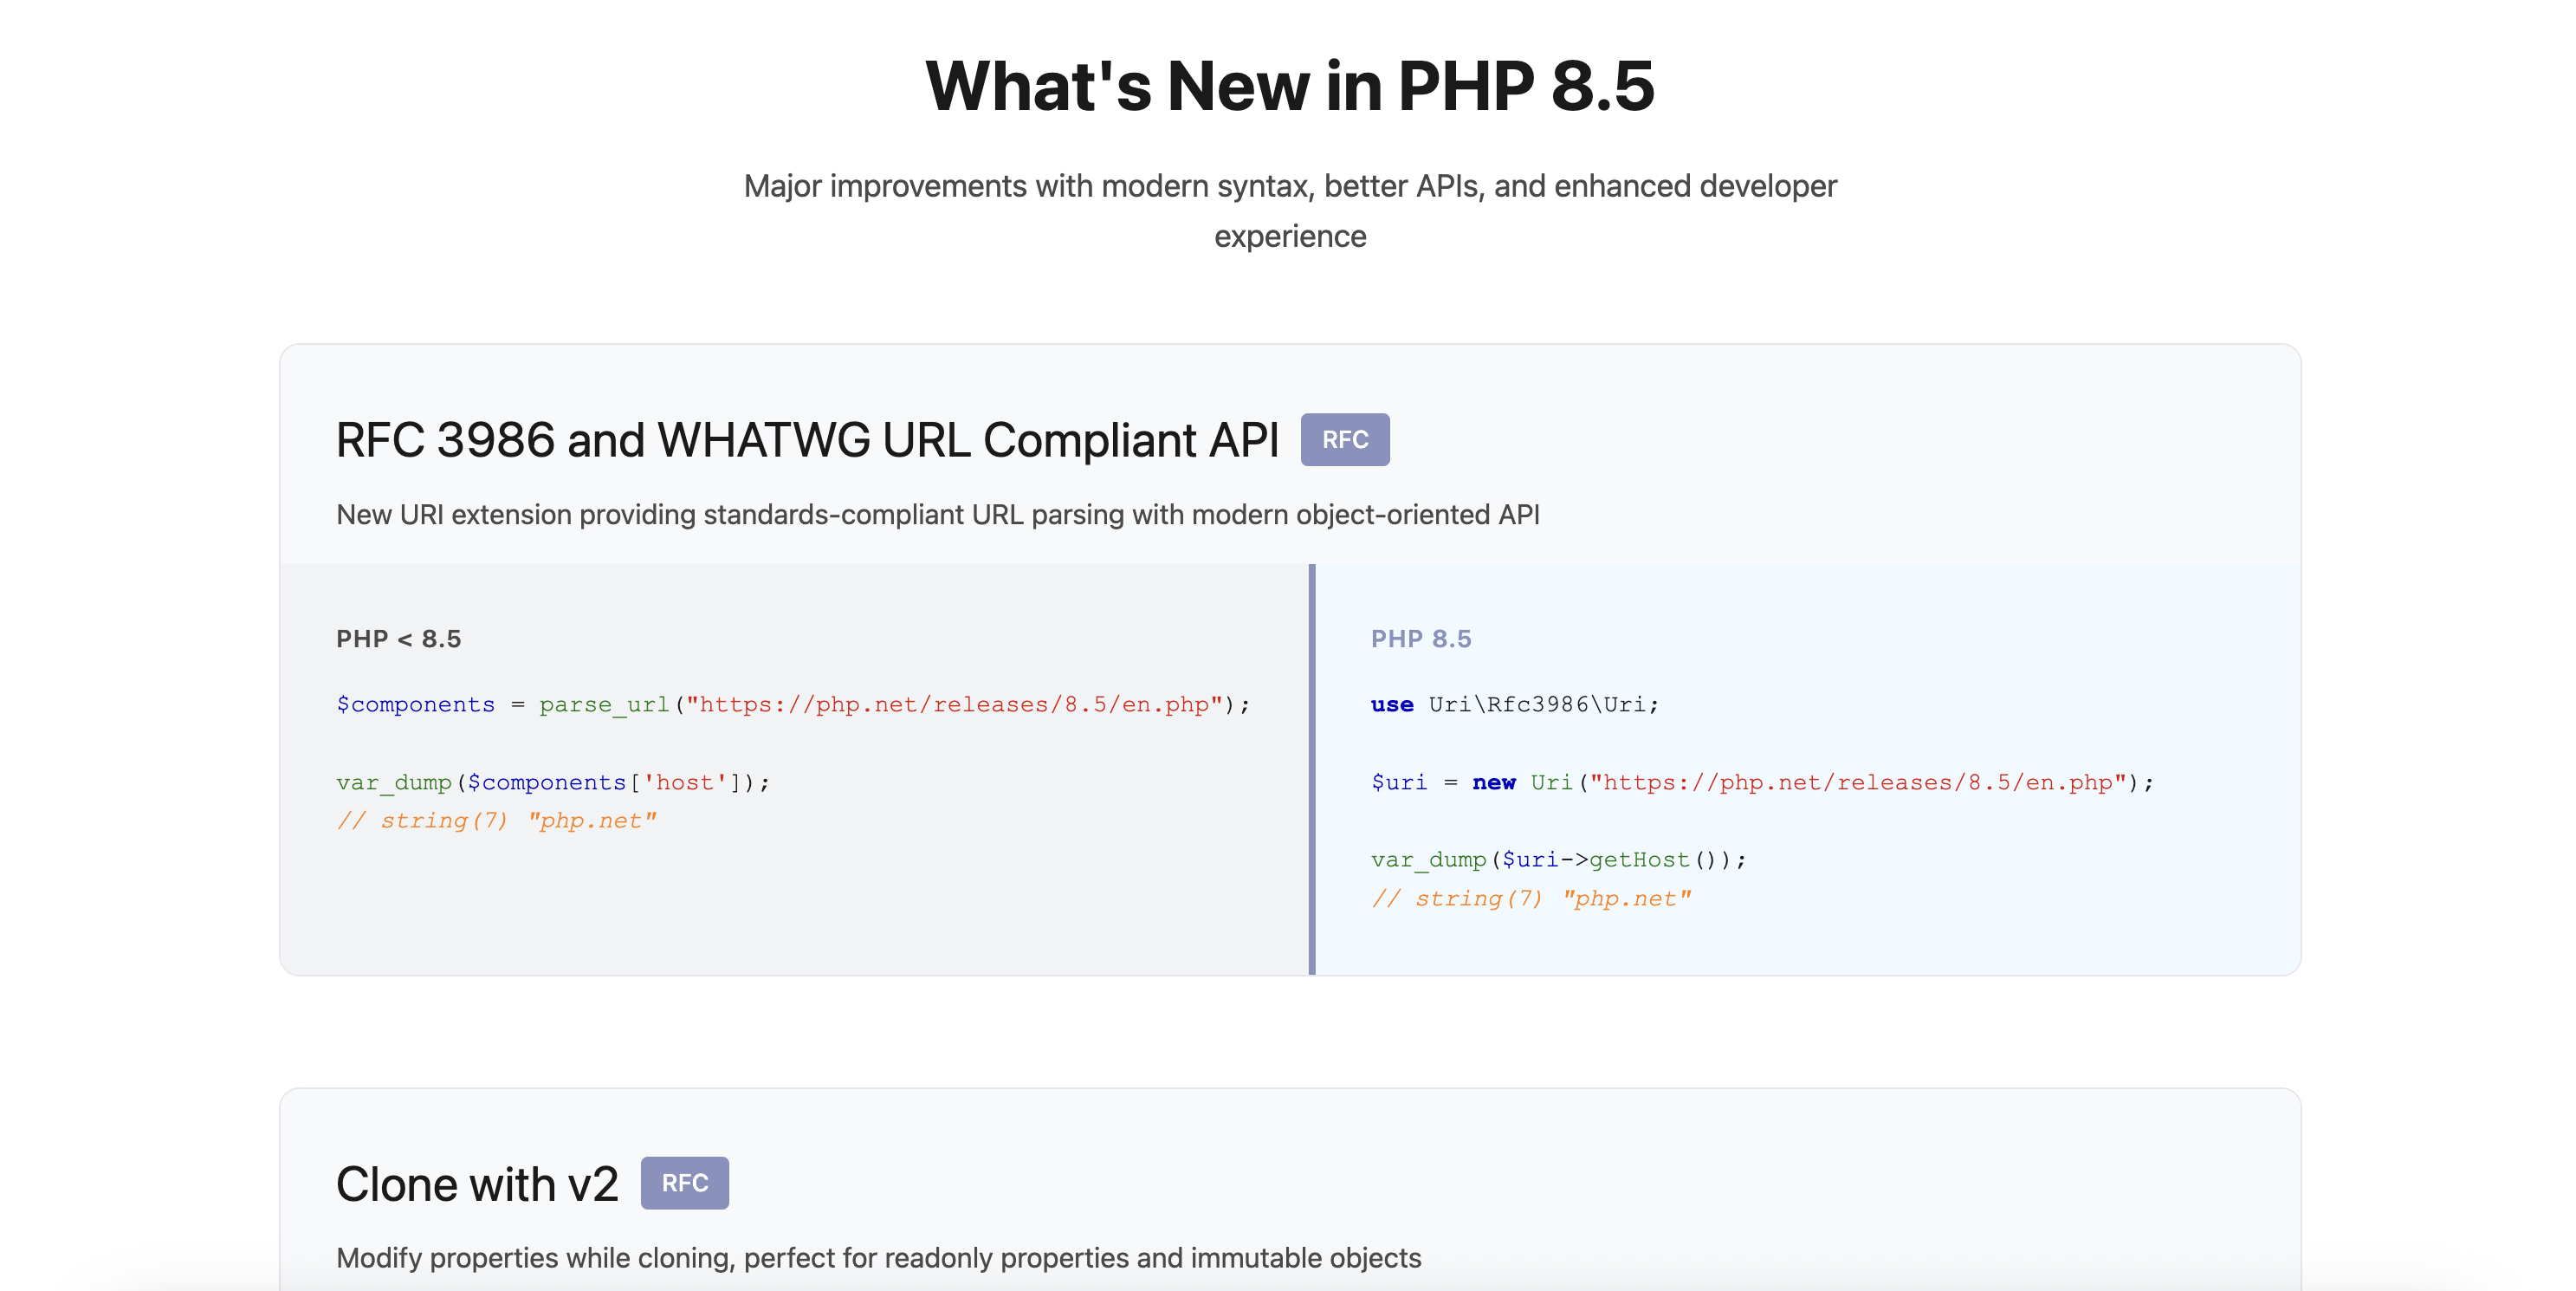 What's New in PHP 8.5
Major improvements with modern syntax, better APIs, and enhanced developer
experience
RFC 3986 and WHATWG URL Compliant API RFC
New URI extension providing standards-compliant URL parsing with modern object-oriented API
PHP < 8.5
$components = parse_url("https://php.net/releases/8.5/en.php");
var_dump($components['host']);
// string(7) "php.net"
PHP 8.5
use Uri\Rfc3986\Uri;
$uri = new Uri("https://php.net/releases/8.5/en.php");
var_dump($uri->getHost());
// string(7) "php.net"
Clone with v2 RFC
Modify properties while cloning, perfect for readonly properties and immutable objects